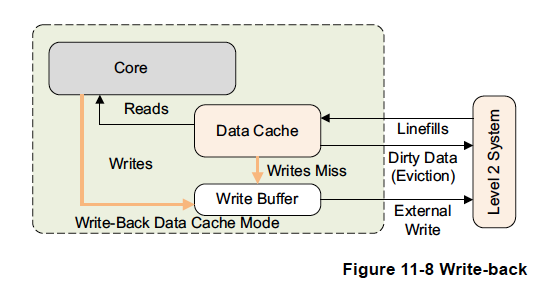 Core
Reads
Data Cache
Linefills
Writes
Writes Miss
Dirty Data
(Eviction)
Level 2 System
Write Buffer
External
Write
Write-Back Data Cache Mode
Figure 11-8 Write-back